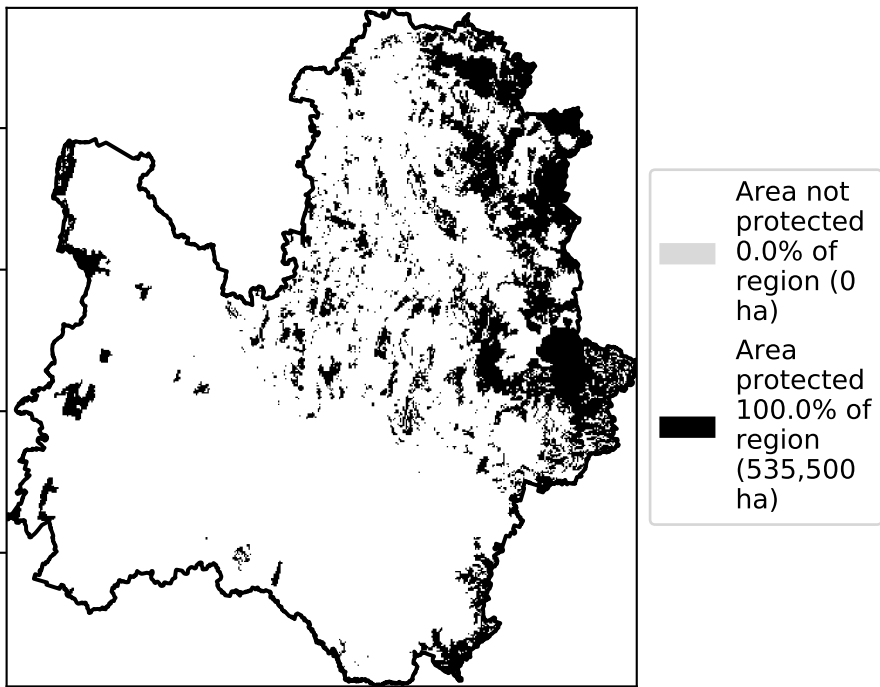 Area not
protected
0.0% of
region (0
ha)
Area
protected
100.0% of
region
(535,500
ha)